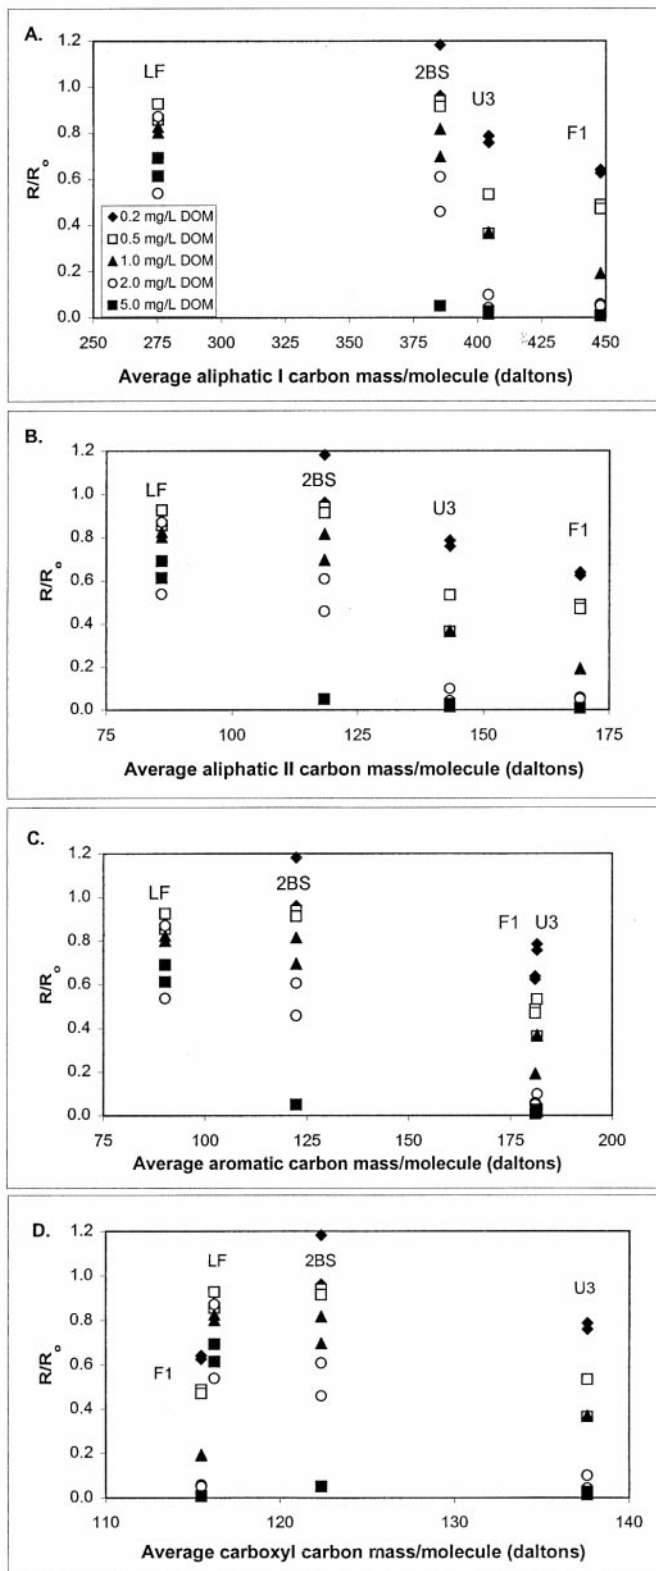 A.
1.2
1.0
0.8
0.6
0.4
0.2
0.0
R/Ro
LF
2BS
U3
F1
0.2 mg/L DOM
0.5 mg/L DOM
1.0 mg/L DOM
2.0 mg/L DOM
5.0 mg/L DOM
250 275 300 325 350 375 400 425 450
Average aliphatic I carbon mass/molecule (daltons)
B.
1.2
1.0
0.8
0.6
0.4
0.2
0.0
R/Ro
LF
2BS
U3
F1
75 100 125 150 175
Average aliphatic II carbon mass/molecule (daltons)
C.
1.2
1.0
0.8
0.6
0.4
0.2
0.0
R/Ro
LF
2BS
F1 U3
75 100 125 150 175 200
Average aromatic carbon mass/molecule (daltons)
D.
1.2
1.0
0.8
0.6
0.4
0.2
0.0
R/Ro
LF
2BS
U3
F1
110 120 130 140
Average carboxyl carbon mass/molecule (daltons)